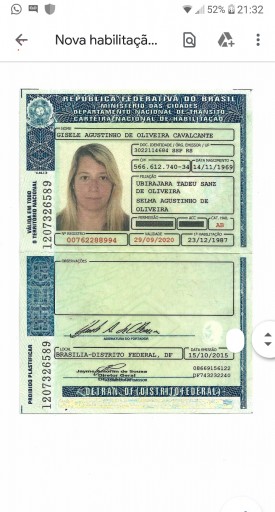 21:32
52%
Nova habilitaçã...
REPÚBLICA FEDERATIVA DO BRASIL
MINISTÉRIO DAS CIDADES
DEPARTAMENTO NACIONAL DE TRÂNSITO
CARTEIRA NACIONAL DE HABILITAÇÃO
NOME
GISELE AGUSTINHO DE OLIVEIRA CAVALCANTE
DOC. IDENTIDADE / ORG. EMISSOR / UF
3022114684 SSP RS
CPF
DATA NASCIMENTO
566.612.740-34
14/11/1969
FILIAÇÃO
UBIRAJARA TADEU SANZ
DE OLIVEIRA
SELMA AGUSTINHO DE
OLIVEIRA
PERMISSÃO
ACC
CAT. HAB.
AB
Nº REGISTRO
VALIDADE
1ª HABILITAÇÃO
00762288994
29/09/2020
23/12/1987
VÁLIDA EM TODO
O TERRITÓRIO NACIONAL
1207326589
OBSERVAÇÕES
ASSINATURA DO PORTADOR
LOCAL
DATA EMISSÃO
BRASILIA-DISTRITO FEDERAL, DF
15/10/2015
de Sousa
Diretor Geral
08669156122
DF743232240
PROIBIDO PLASTIFICAR
1207326589
DETRAN-DF (DISTRITO FEDERAL)